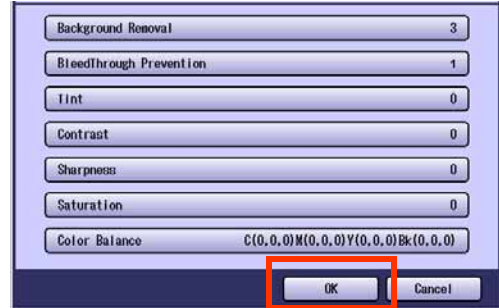 Background Removal 3
BleedThrough Prevention 1
Tint 0
Contrast 0
Sharpness 0
Saturation 0
Color Balance C(0,0,0)M(0,0,0)Y(0,0,0)Bk(0,0,0)
OK Cancel